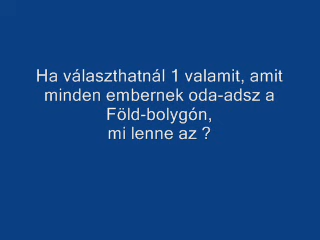 Ha választhatnál 1 valamit, amit
minden embernek oda-adsz a
Föld-bolygón,
mi lenne az ?